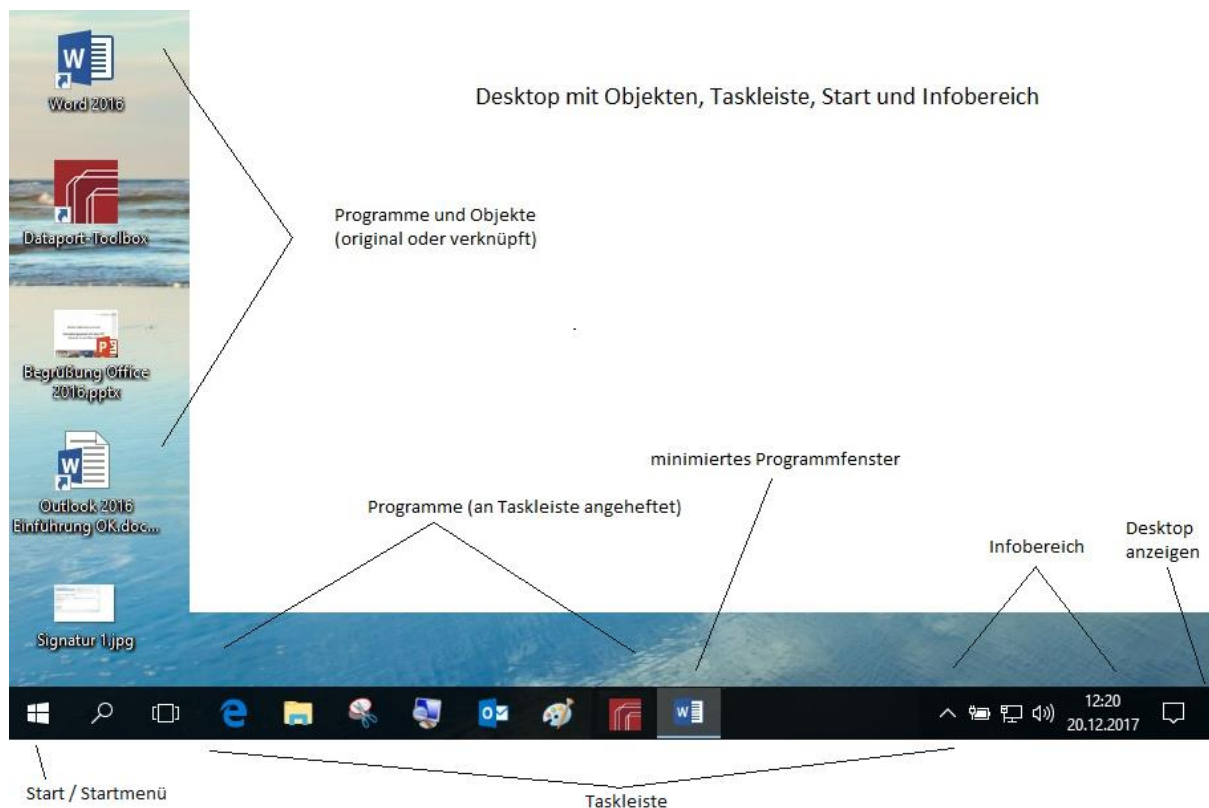 Word 2016
Desktop mit Objekten, Taskleiste, Start und Infobereich
Dataport-Toolbox
Programme und Objekte
(original oder verknüpft)
Begrüßung Office
2016.pptx
minimiertes Programmfenster
Outlook 2016
Einführung OK.doc...
Programme (an Taskleiste angeheftet)
Infobereich
Desktop
anzeigen
Signatur 1.jpg
12:20
20.12.2017
Start / Startmenü
Taskleiste